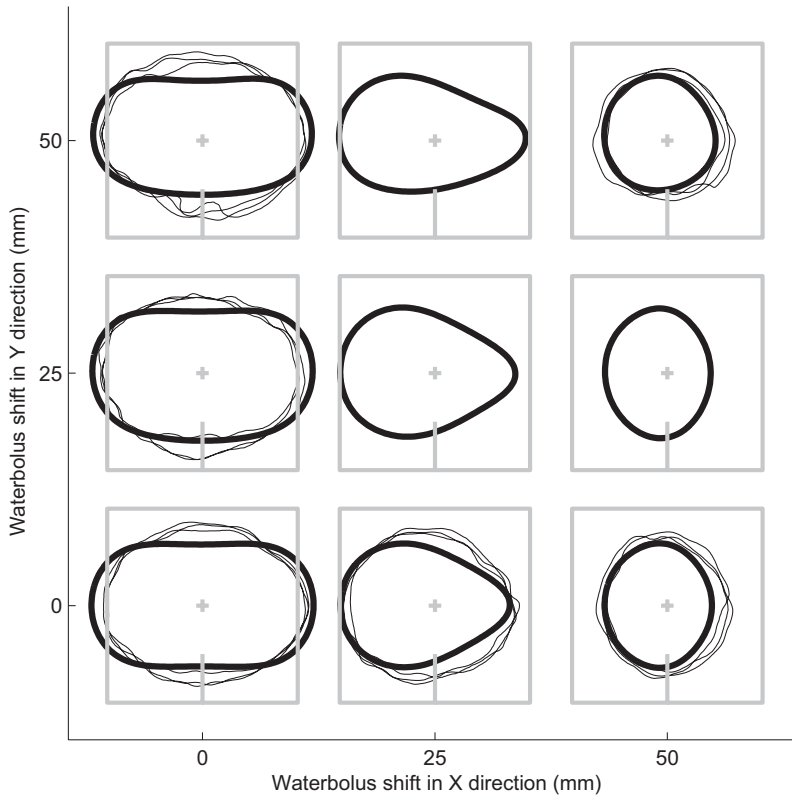 Waterbolus shift in Y direction (mm)
50
25
0
0 25 50
Waterbolus shift in X direction (mm)